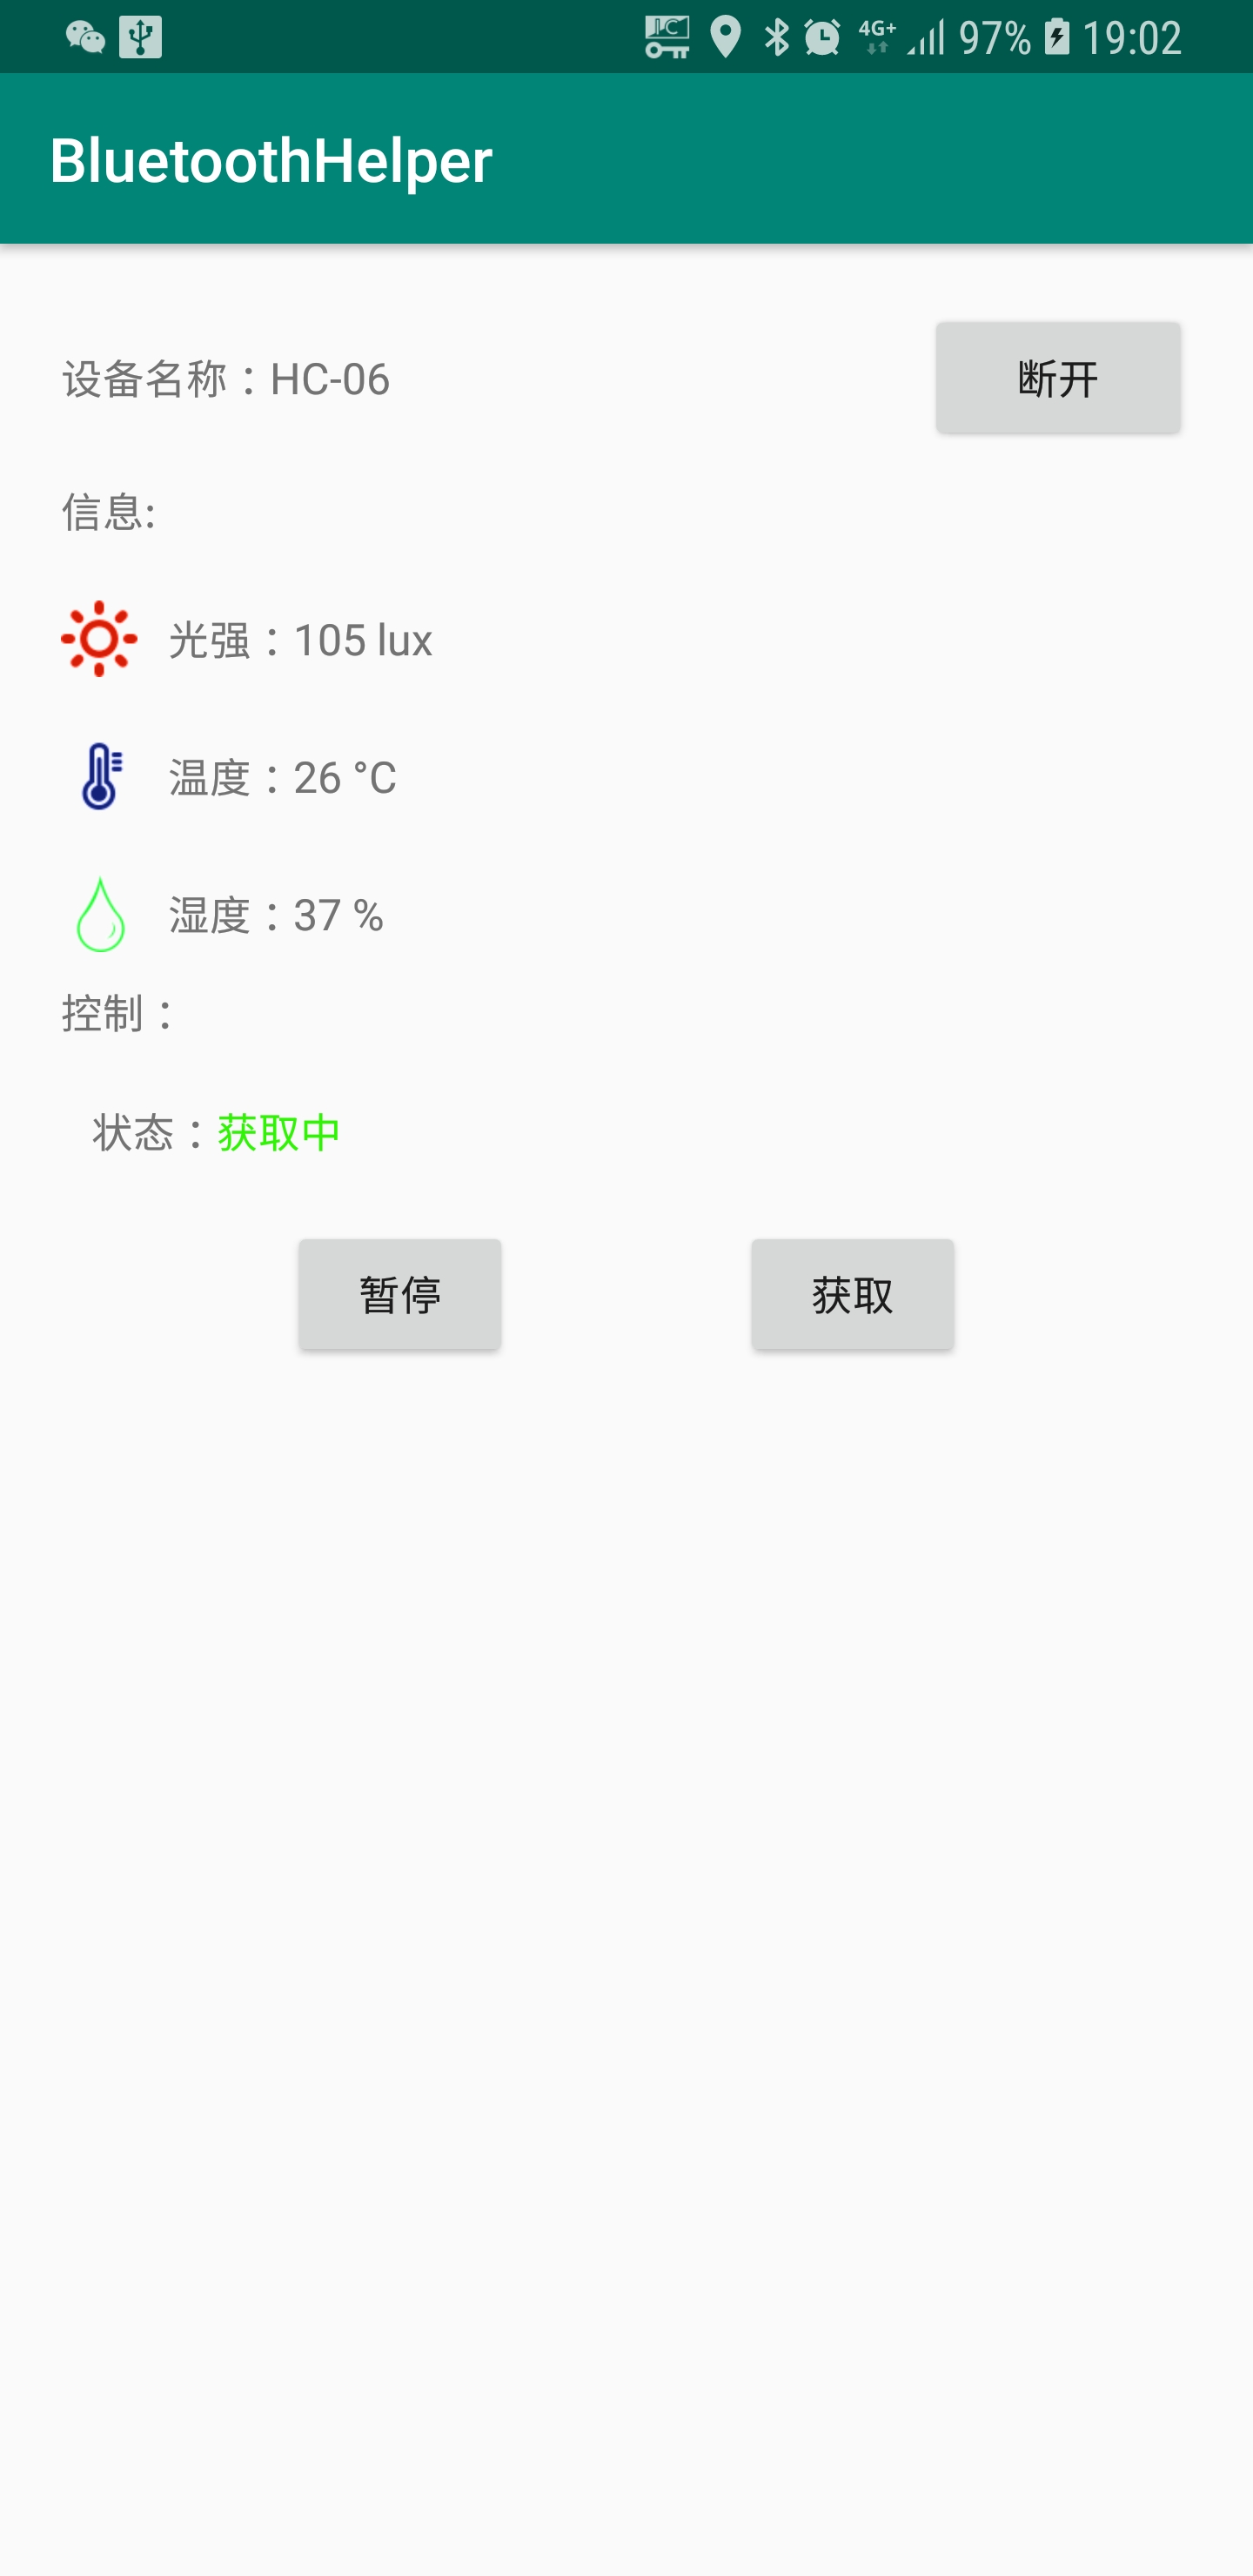 4G+ 97% 19:02
BluetoothHelper
设备名称：HC-06
断开
信息:
光强：105 lux
温度：26 °C
湿度：37 %
控制：
状态：获取中
暂停
获取